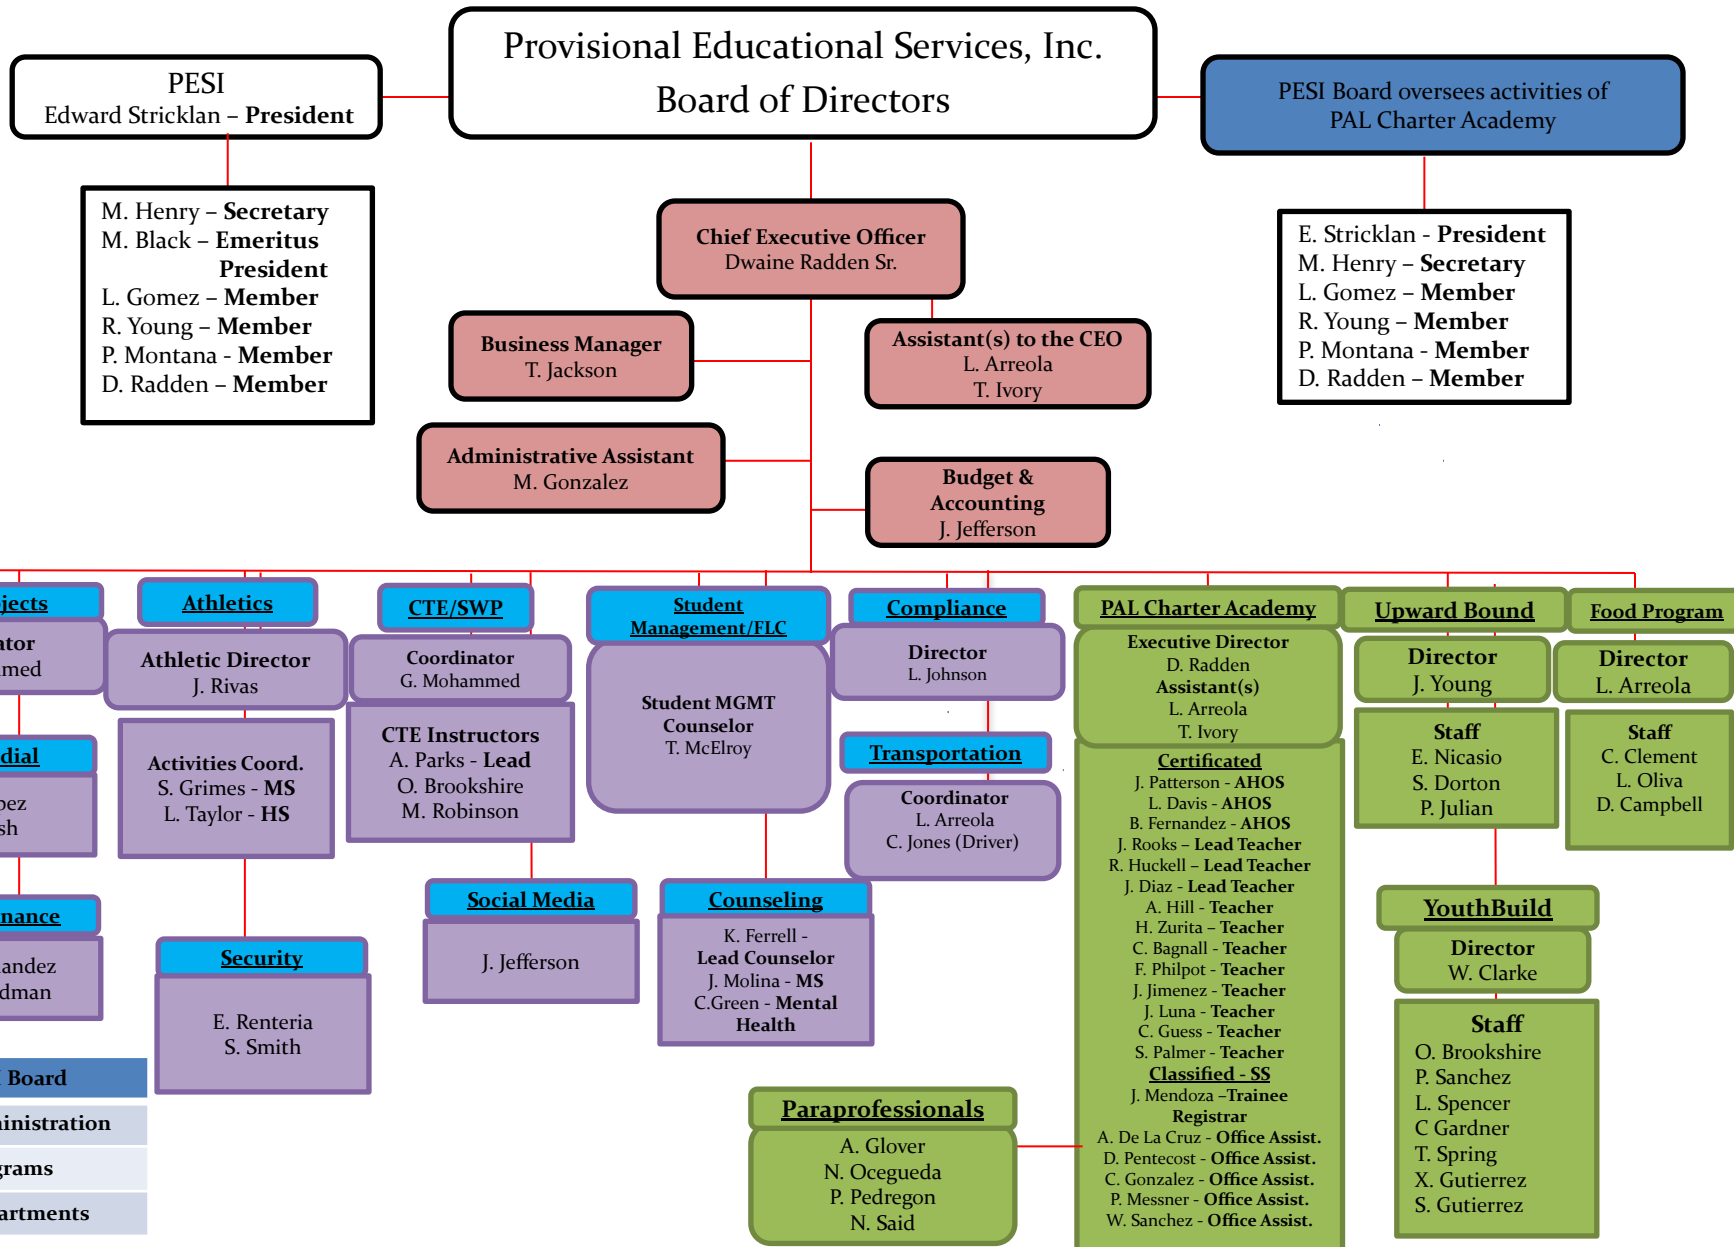 Provisional Educational Services, Inc.
Board of Directors
PESI
Edward Stricklan – President
PESI Board oversees activities of
PAL Charter Academy
M. Henry – Secretary
M. Black – Emeritus
President
L. Gomez – Member
R. Young – Member
P. Montana - Member
D. Radden – Member
Chief Executive Officer
Dwaine Radden Sr.
E. Stricklan - President
M. Henry – Secretary
L. Gomez – Member
R. Young – Member
P. Montana - Member
D. Radden – Member
Business Manager
T. Jackson
Assistant(s) to the CEO
L. Arreola
T. Ivory
Administrative Assistant
M. Gonzalez
Budget &
Accounting
J. Jefferson
Athletics
Athletic Director
J. Rivas
Activities Coord.
S. Grimes - MS
L. Taylor - HS
Security
E. Renteria
S. Smith
CTE/SWP
Coordinator
G. Mohammed
CTE Instructors
A. Parks - Lead
O. Brookshire
M. Robinson
Social Media
J. Jefferson
Student
Management/FLC
Student MGMT
Counselor
T. McElroy
Counseling
K. Ferrell -
Lead Counselor
J. Molina - MS
C.Green - Mental
Health
Compliance
Director
L. Johnson
Transportation
Coordinator
L. Arreola
C. Jones (Driver)
PAL Charter Academy
Executive Director
D. Radden
Assistant(s)
L. Arreola
T. Ivory
Certificated
J. Patterson - AHOS
L. Davis - AHOS
B. Fernandez - AHOS
J. Rooks – Lead Teacher
R. Huckell – Lead Teacher
J. Diaz - Lead Teacher
A. Hill - Teacher
H. Zurita – Teacher
C. Bagnall - Teacher
F. Philpot - Teacher
J. Jimenez - Teacher
J. Luna - Teacher
C. Guess - Teacher
S. Palmer - Teacher
Classified - SS
J. Mendoza –Trainee
Registrar
A. De La Cruz - Office Assist.
D. Pentecost - Office Assist.
C. Gonzalez - Office Assist.
P. Messner - Office Assist.
W. Sanchez - Office Assist.
Paraprofessionals
A. Glover
N. Ocegueda
P. Pedregon
N. Said
Upward Bound
Director
J. Young
Staff
E. Nicasio
S. Dorton
P. Julian
YouthBuild
Director
W. Clarke
Staff
O. Brookshire
P. Sanchez
L. Spencer
C Gardner
T. Spring
X. Gutierrez
S. Gutierrez
Food Program
Director
L. Arreola
Staff
C. Clement
L. Oliva
D. Campbell
Board